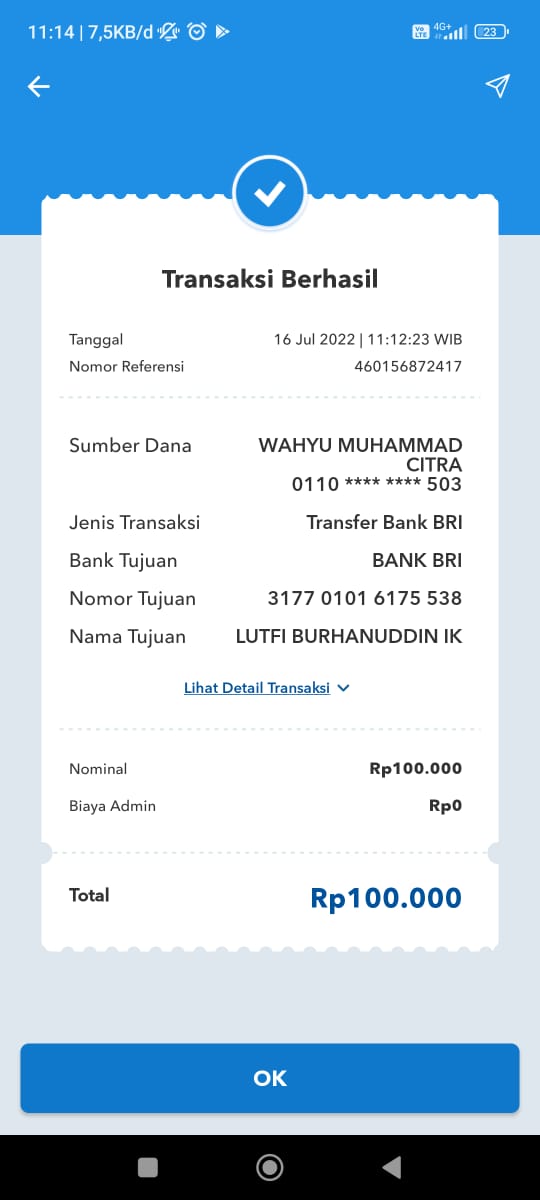 11:14 | 7,5KB/d
Vo LTE 4G+ 23
Transaksi Berhasil
Tanggal 16 Jul 2022 | 11:12:23 WIB
Nomor Referensi 460156872417
Sumber Dana WAHYU MUHAMMAD
CITRA
0110 **** **** 503
Jenis Transaksi Transfer Bank BRI
Bank Tujuan BANK BRI
Nomor Tujuan 3177 0101 6175 538
Nama Tujuan LUTFI BURHANUDDIN IK
Lihat Detail Transaksi
Nominal Rp100.000
Biaya Admin Rp0
Total Rp100.000
OK